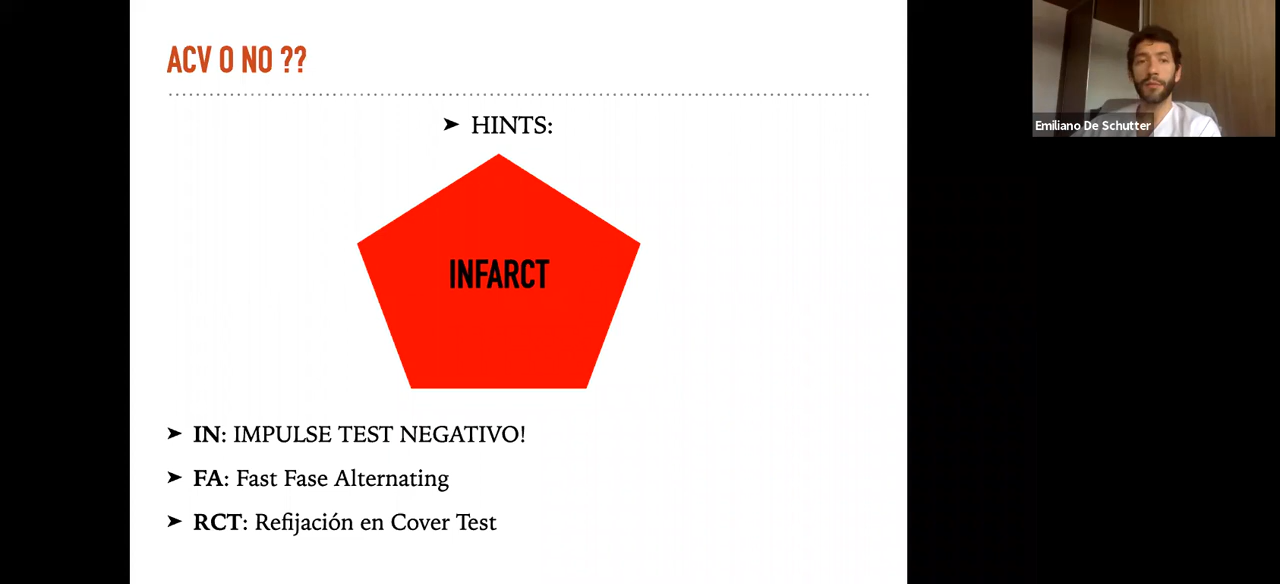 ACV O NO ??
➤ HINTS:
INFARCT
➤ IN: IMPULSE TEST NEGATIVO!
➤ FA: Fast Fase Alternating
➤ RCT: Refijación en Cover Test
Emiliano De Schutter